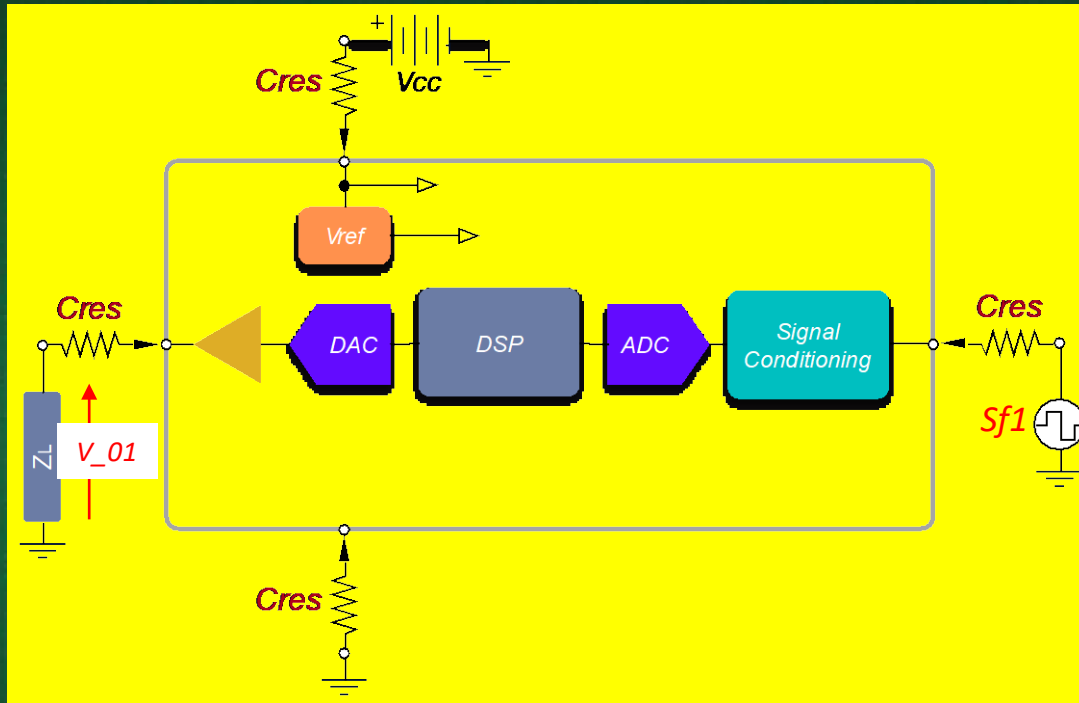 +
Cres
Vcc
Vref
Cres
DAC
DSP
ADC
Signal
Conditioning
Cres
ZL
V_01
Sf1
Cres